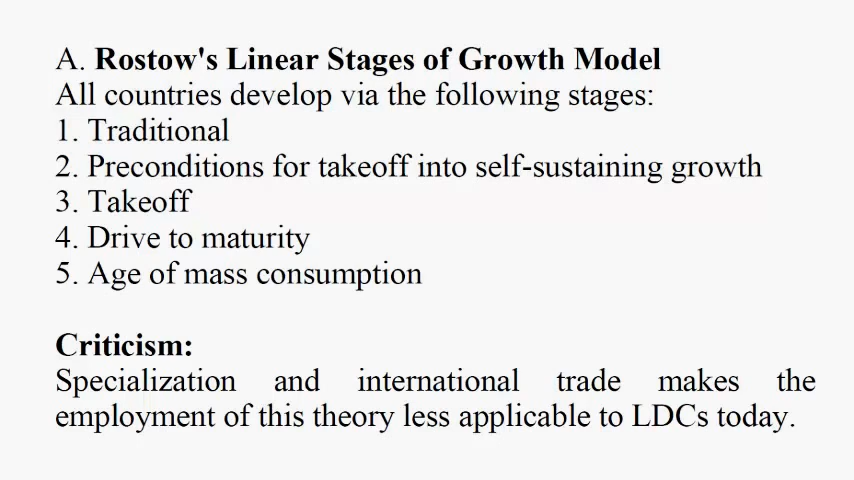 A. Rostow's Linear Stages of Growth Model
All countries develop via the following stages:
1. Traditional
2. Preconditions for takeoff into self-sustaining growth
3. Takeoff
4. Drive to maturity
5. Age of mass consumption
Criticism:
Specialization and international trade makes the
employment of this theory less applicable to LDCs today.